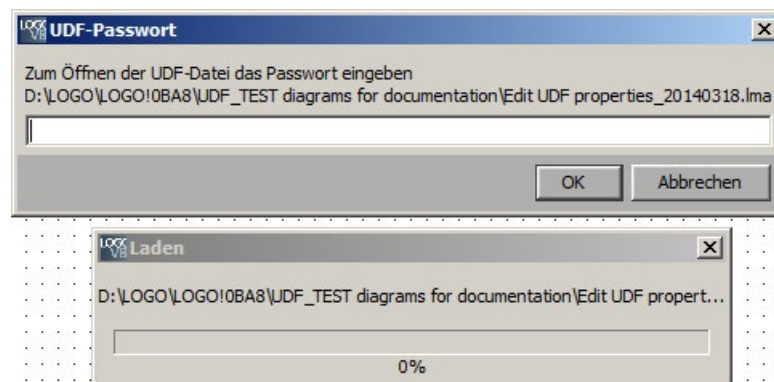 UDF-Passwort
Zum Öffnen der UDF-Datei das Passwort eingeben
D:\LOGO\LOGO!0BA8\UDF_TEST diagrams for documentation\Edit UDF properties_20140318.lma
OK Abbrechen
Laden
D:\LOGO\LOGO!0BA8\UDF_TEST diagrams for documentation\Edit UDF propert...
0%